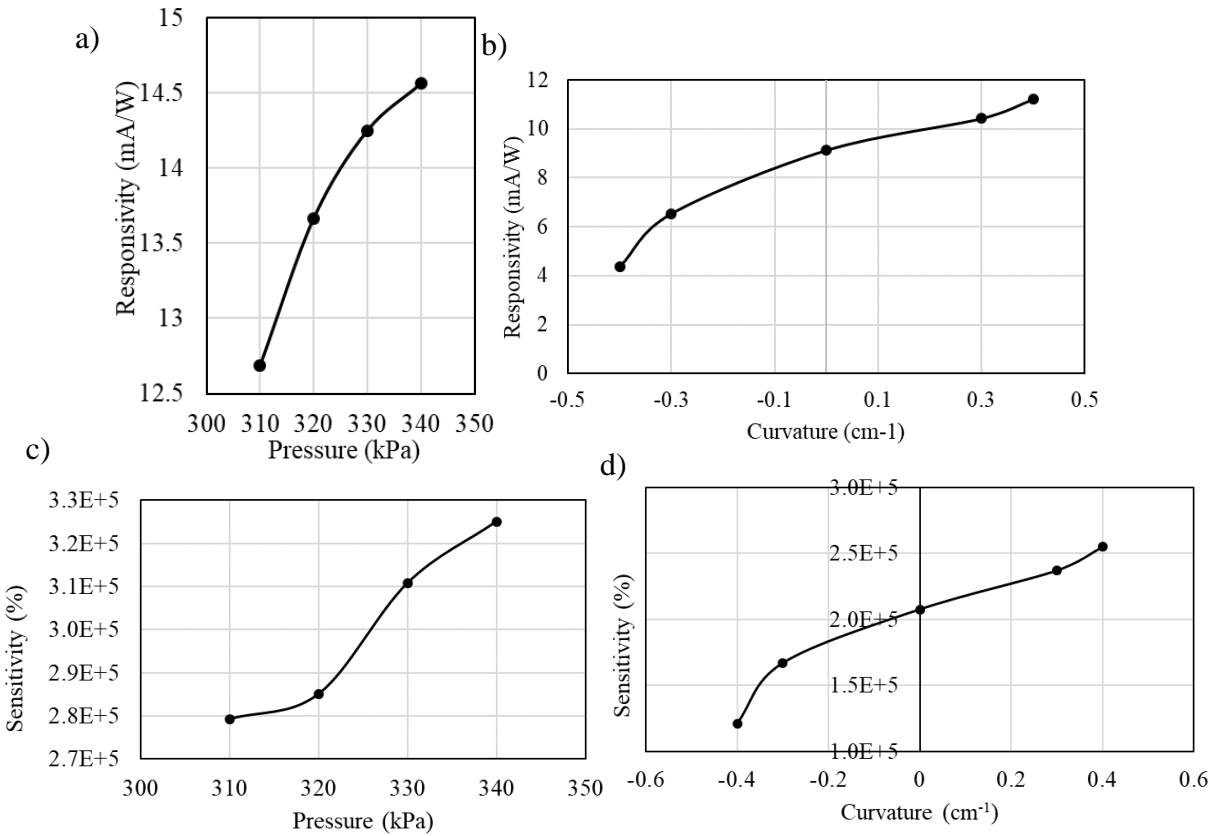 a)
15
14.5
14
13.5
13
12.5
Responsivity (mA/W)
300 310 320 330 340 350
Pressure (kPa)
b)
12
10
8
6
4
2
0
Responsivity (mA/W)
-0.5 -0.3 -0.1 0.1 0.3 0.5
Curvature (cm-1)
c)
3.3E+5
3.2E+5
3.1E+5
3.0E+5
2.9E+5
2.8E+5
2.7E+5
Sensitivity (%)
300 310 320 330 340 350
Pressure (kPa)
d)
3.0E+5
2.5E+5
2.0E+5
1.5E+5
1.0E+5
Sensitivity (%)
-0.6 -0.4 -0.2 0 0.2 0.4 0.6
Curvature (cm⁻¹)